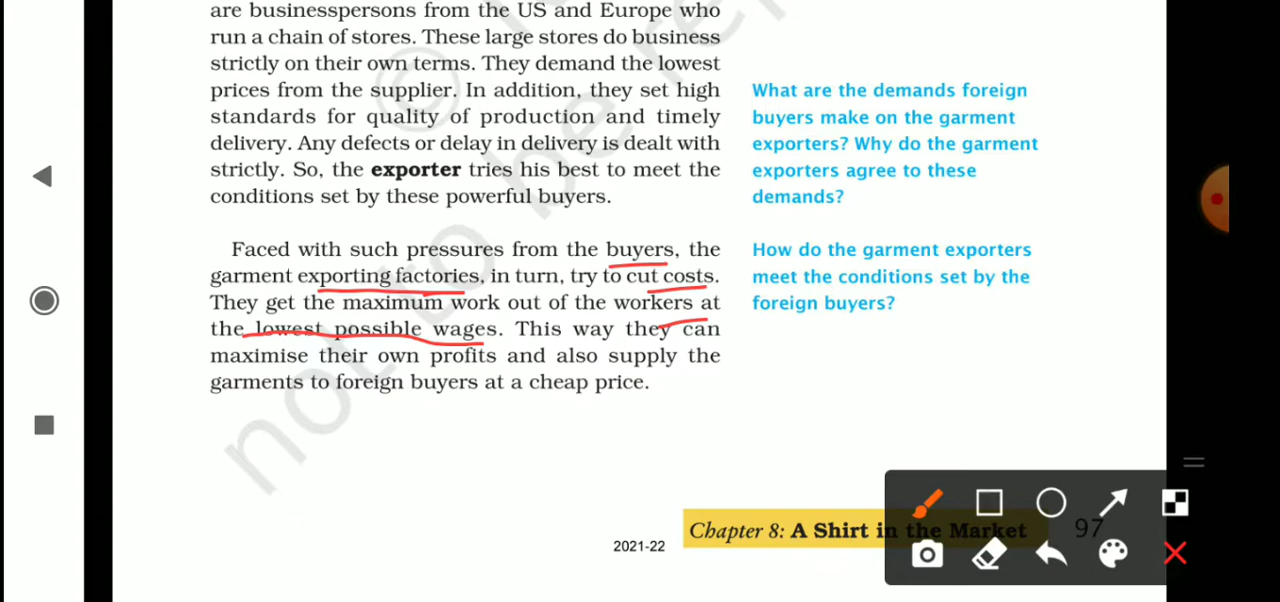 are businesspersons from the US and Europe who
run a chain of stores. These large stores do business
strictly on their own terms. They demand the lowest
prices from the supplier. In addition, they set high
standards for quality of production and timely
delivery. Any defects or delay in delivery is dealt with
strictly. So, the exporter tries his best to meet the
conditions set by these powerful buyers.
Faced with such pressures from the buyers, the
garment exporting factories, in turn, try to cut costs.
They get the maximum work out of the workers at
the lowest possible wages. This way they can
maximise their own profits and also supply the
garments to foreign buyers at a cheap price.
What are the demands foreign
buyers make on the garment
exporters? Why do the garment
exporters agree to these
demands?
How do the garment exporters
meet the conditions set by the
foreign buyers?
Chapter 8: A Shirt in the Market 97
2021-22
©
not to be re